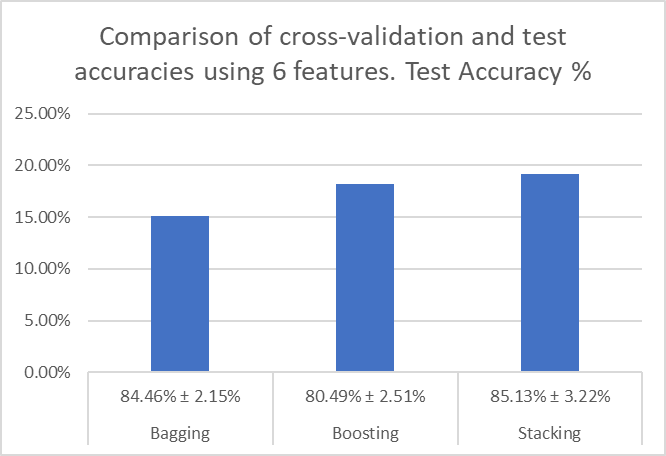 Comparison of cross-validation and test
accuracies using 6 features. Test Accuracy %
25.00%
20.00%
15.00%
10.00%
5.00%
0.00%
84.46% ± 2.15% 80.49% ± 2.51% 85.13% ± 3.22%
Bagging Boosting Stacking